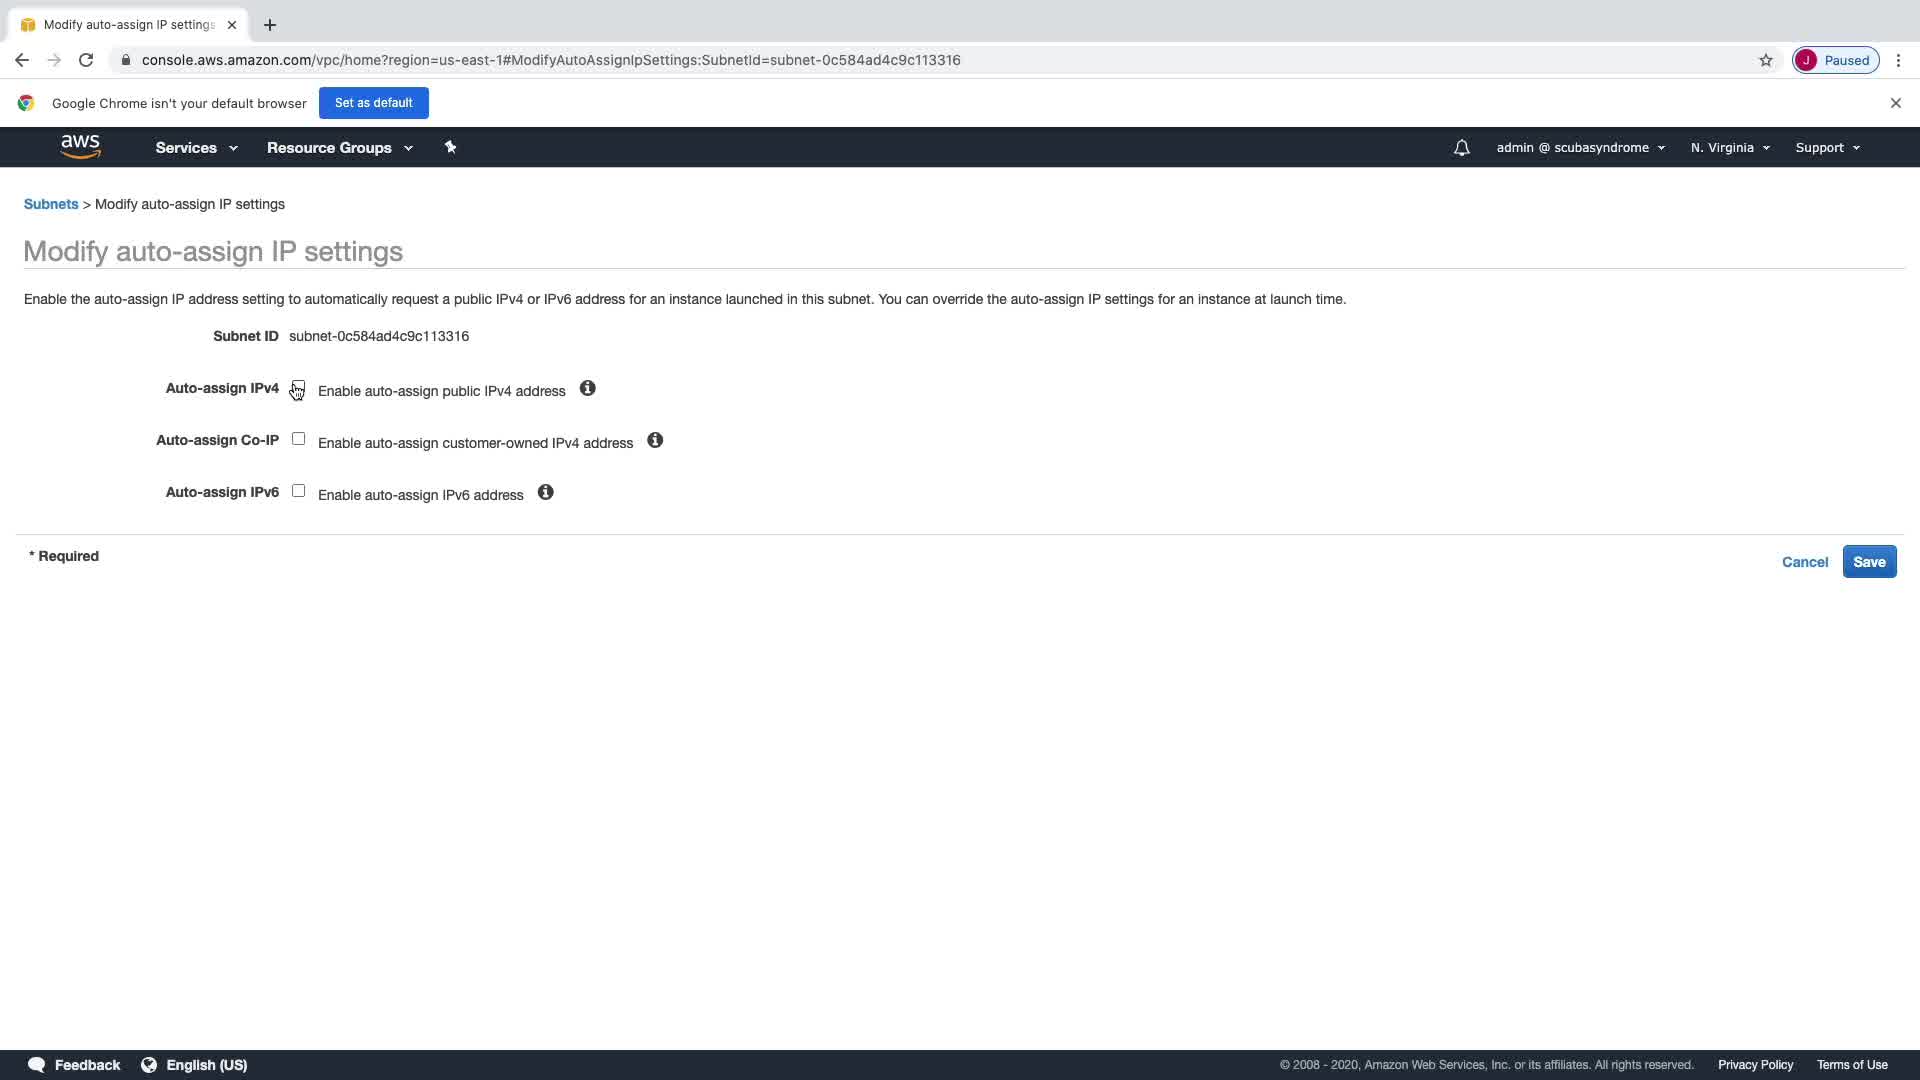 Modify auto-assign IP settings
console.aws.amazon.com/vpc/home?region=us-east-1#ModifyAutoAssignIpSettings:SubnetId=subnet-0c584ad4c9c113316
J Paused
Google Chrome isn't your default browser Set as default
aws Services Resource Groups admin @ scubasyndrome N. Virginia Support
Subnets > Modify auto-assign IP settings
Modify auto-assign IP settings
Enable the auto-assign IP address setting to automatically request a public IPv4 or IPv6 address for an instance launched in this subnet. You can override the auto-assign IP settings for an instance at launch time.
Subnet ID subnet-0c584ad4c9c113316
Auto-assign IPv4 Enable auto-assign public IPv4 address
Auto-assign Co-IP Enable auto-assign customer-owned IPv4 address
Auto-assign IPv6 Enable auto-assign IPv6 address
* Required
Cancel Save
Feedback English (US) © 2008 - 2020, Amazon Web Services, Inc. or its affiliates. All rights reserved. Privacy Policy Terms of Use